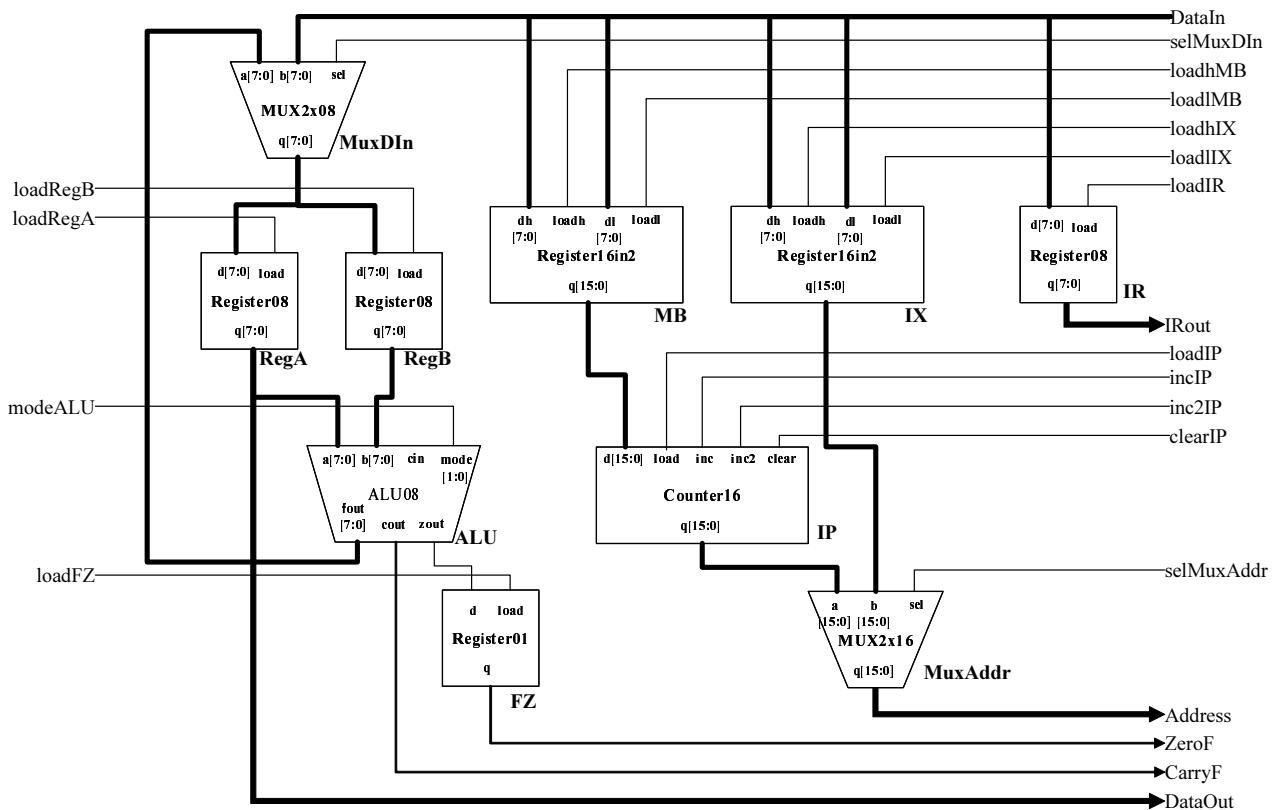 DataIn
selMuxDIn
loadhMB
loadlMB
loadhIX
loadlIX
loadIR
a[7:0] b[7:0] sel
MUX2x08
q[7:0]
MuxDIn
loadRegB
loadRegA
d[7:0] load
Register08
q[7:0]
RegA
d[7:0] load
Register08
q[7:0]
RegB
dh loadh dl loadl
[7:0] [7:0]
Register16in2
q[15:0]
MB
dh loadh dl loadl
[7:0] [7:0]
Register16in2
q[15:0]
IX
d[7:0] load
Register08
q[7:0]
IR
IRout
loadIP
incIP
inc2IP
clearIP
modeALU
a[7:0] b[7:0] cin mode
[1:0]
ALU08
fout
[7:0] cout zout
ALU
d[15:0] load inc inc2 clear
Counter16
q[15:0]
IP
loadFZ
d load
Register01
q
FZ
selMuxAddr
a b sel
[15:0] [15:0]
MUX2x16
q[15:0]
MuxAddr
Address
ZeroF
CarryF
DataOut